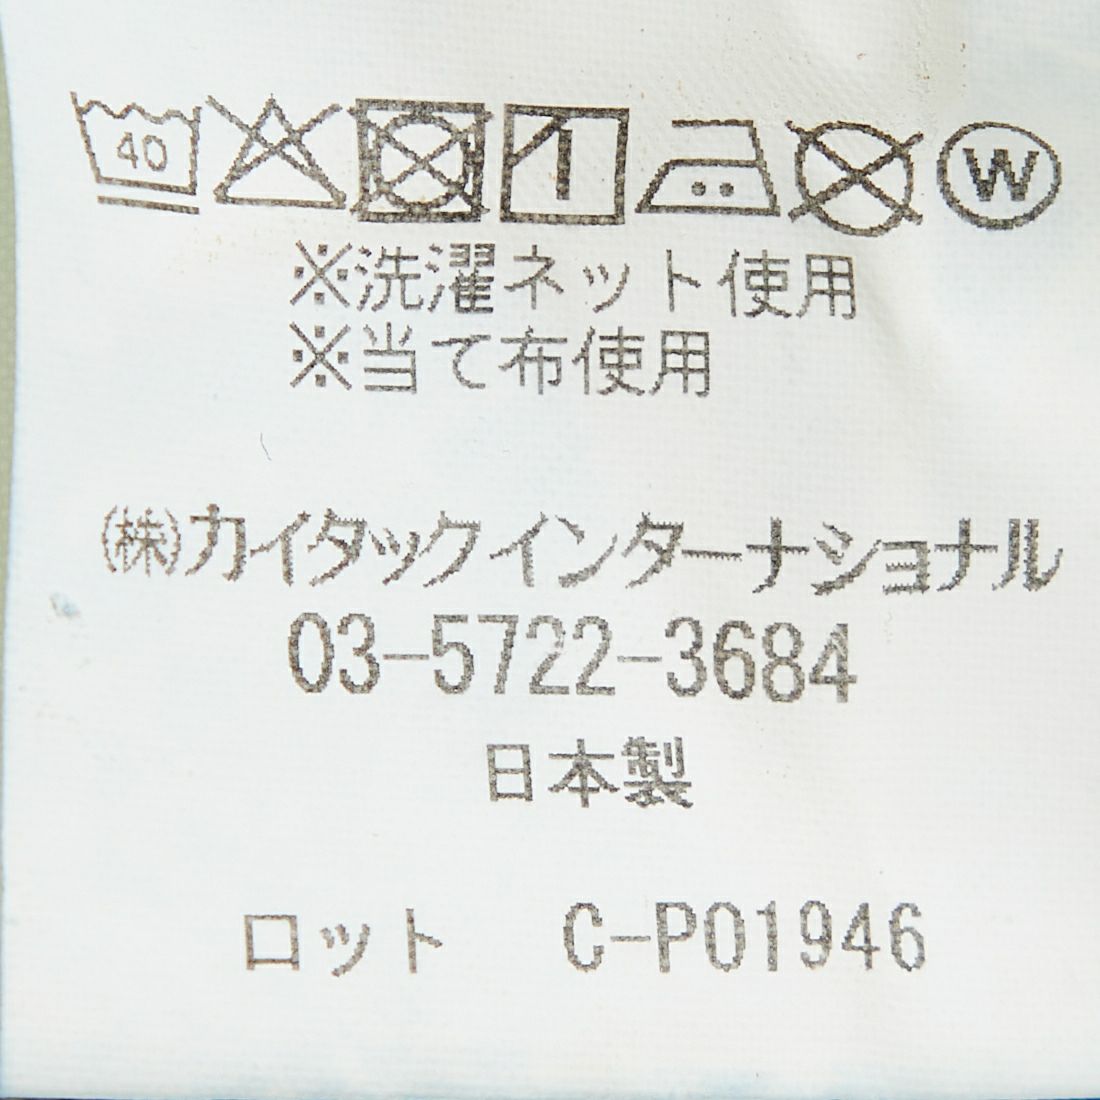 40 W
※洗濯ネット使用
※当て布使用
㈱カイタックインターナショナル
03-5722-3684
日本製
ロット C-P01946